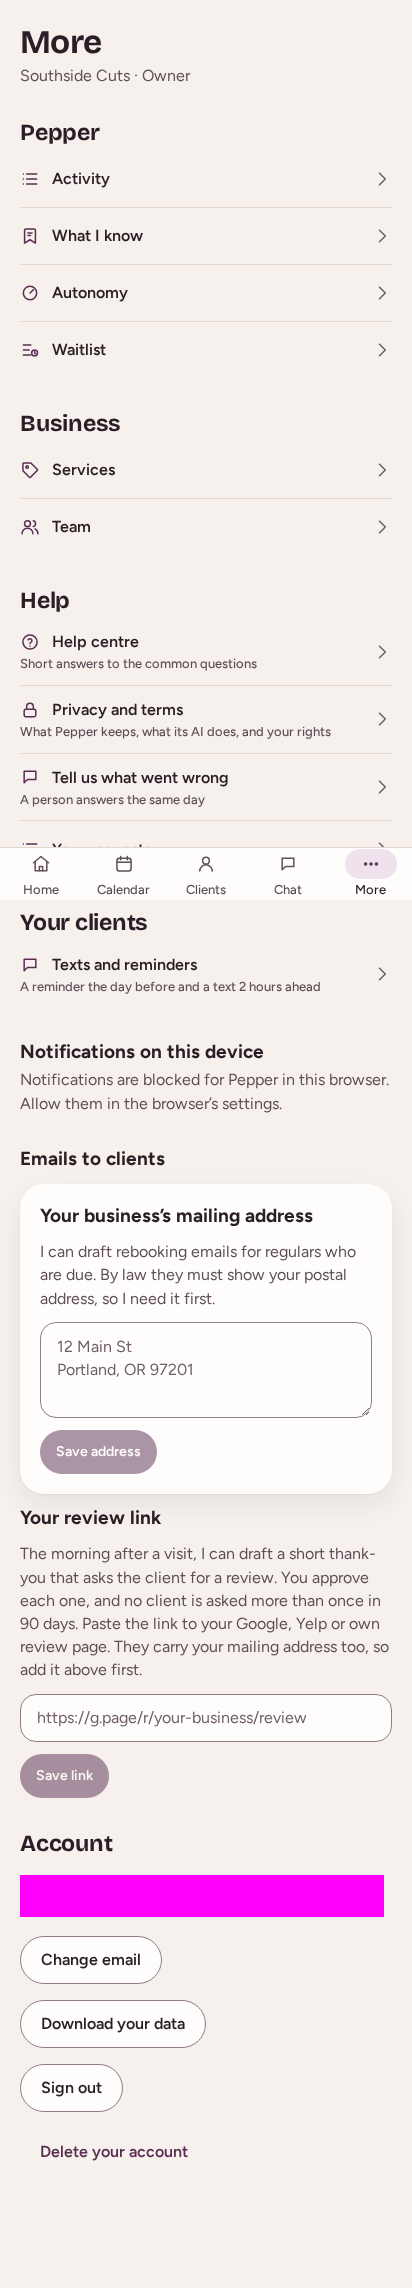 More
Southside Cuts · Owner
Pepper
Activity
What I know
Autonomy
Waitlist
Business
Services
Team
Help
Help centre
Short answers to the common questions
Privacy and terms
What Pepper keeps, what its AI does, and your rights
Tell us what went wrong
A person answers the same day
Home
Calendar
Clients
Chat
More
Your clients
Texts and reminders
A reminder the day before and a text 2 hours ahead
Notifications on this device
Notifications are blocked for Pepper in this browser.
Allow them in the browser’s settings.
Emails to clients
Your business’s mailing address
I can draft rebooking emails for regulars who
are due. By law they must show your postal
address, so I need it first.
12 Main St
Portland, OR 97201
Save address
Your review link
The morning after a visit, I can draft a short thank-
you that asks the client for a review. You approve
each one, and no client is asked more than once in
90 days. Paste the link to your Google, Yelp or own
review page. They carry your mailing address too, so
add it above first.
https://g.page/r/your-business/review
Save link
Account
Change email
Download your data
Sign out
Delete your account